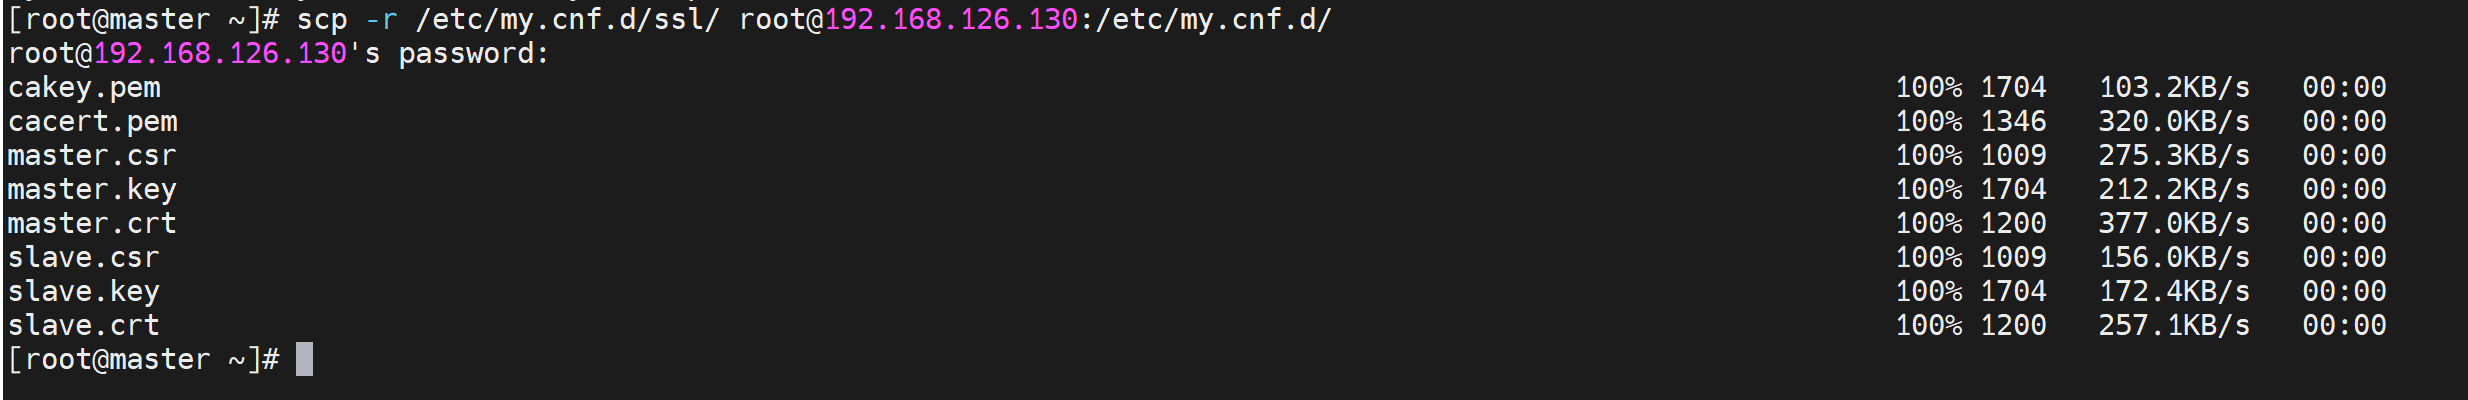 [root@master ~]# scp -r /etc/my.cnf.d/ssl/ root@192.168.126.130:/etc/my.cnf.d/
root@192.168.126.130's password:
cakey.pem 100% 1704 103.2KB/s 00:00
cacert.pem 100% 1346 320.0KB/s 00:00
master.csr 100% 1009 275.3KB/s 00:00
master.key 100% 1704 212.2KB/s 00:00
master.crt 100% 1200 377.0KB/s 00:00
slave.csr 100% 1009 156.0KB/s 00:00
slave.key 100% 1704 172.4KB/s 00:00
slave.crt 100% 1200 257.1KB/s 00:00
[root@master ~]#